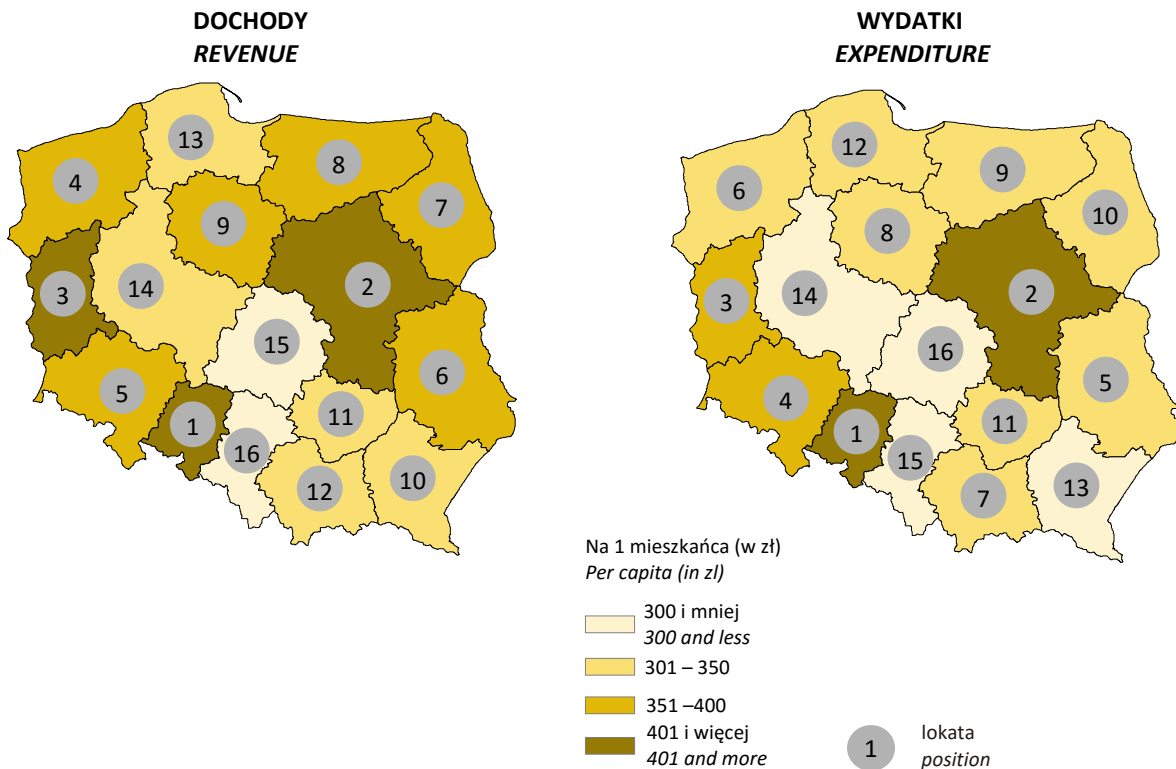 DOCHODY
REVENUE
13
4
8
7
9
3
14
2
15
6
5
1
11
16
12
10
WYDATKI
EXPENDITURE
12
6
9
10
8
3
14
2
16
5
4
1
11
15
7
13
Na 1 mieszkańca (w zł)
Per capita (in zl)
300 i mniej
300 and less
301 – 350
351 –400
401 i więcej
401 and more
1
lokata
position